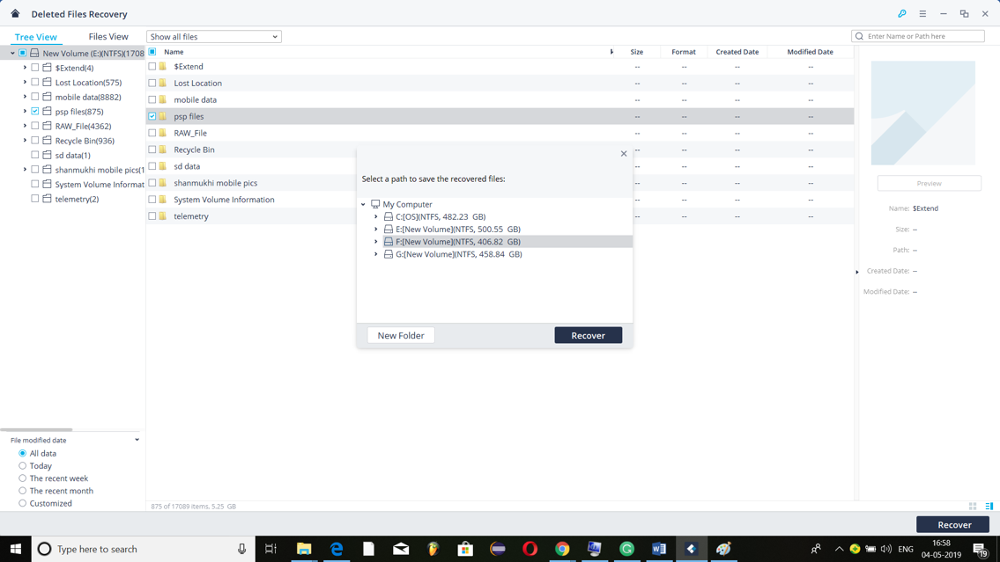 Deleted Files Recovery
Tree View
Files View
Show all files
Enter Name or Path here
New Volume (E:)(NTFS)(1708
$Extend(4)
Lost Location(575)
mobile data(8882)
psp files(875)
RAW_File(4362)
Recycle Bin(936)
sd data(1)
shanmukhi mobile pics(1
System Volume Informat
telemetry(2)
Name Size Format Created Date Modified Date
$Extend -- -- -- --
Lost Location -- -- -- --
mobile data -- -- -- --
psp files -- -- -- --
RAW_File -- -- -- --
Recycle Bin -- -- -- --
sd data -- -- -- --
shanmukhi mobile pics -- -- -- --
System Volume Information -- -- -- --
telemetry -- -- -- --
Select a path to save the recovered files:
My Computer
C:[OS](NTFS, 482.23 GB)
E:[New Volume](NTFS, 500.55 GB)
F:[New Volume](NTFS, 406.82 GB)
G:[New Volume](NTFS, 458.84 GB)
New Folder
Recover
Preview
Name: $Extend
Size: --
Path: --
Created Date: --
Modified Date: --
File modified date
All data
Today
The recent week
The recent month
Customized
875 of 17089 items, 5.25 GB
Recover
Type here to search
ENG
16:58
04-05-2019
19